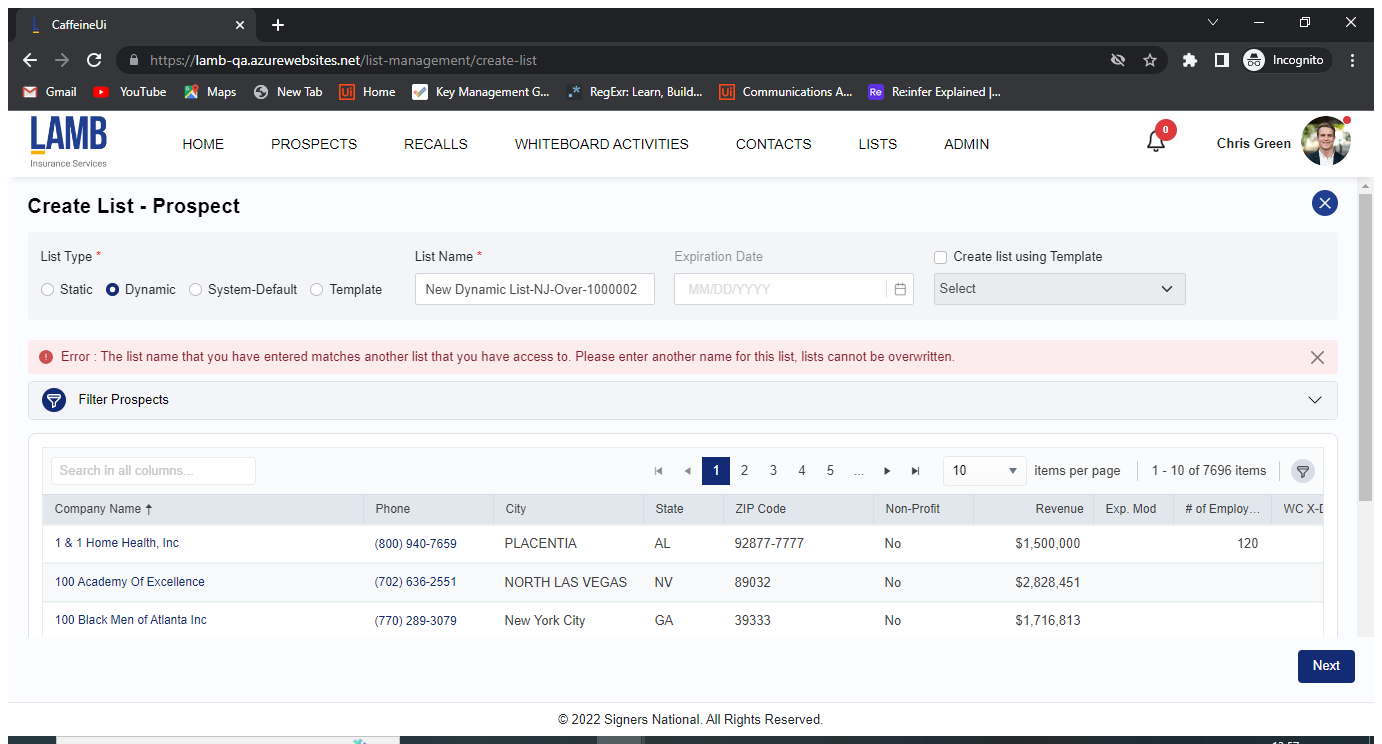 CaffeineUi
https://lamb-qa.azurewebsites.net/list-management/create-list
Incognito
Gmail YouTube Maps New Tab Home Key Management G... RegExr: Learn, Build... Communications A... Re:infer Explained |...
LAMB
Insurance Services
HOME PROSPECTS RECALLS WHITEBOARD ACTIVITIES CONTACTS LISTS ADMIN 0 Chris Green
Create List - Prospect
List Type * List Name * Expiration Date Create list using Template
Static Dynamic System-Default Template New Dynamic List-NJ-Over-1000002 MM/DD/YYYY Select
Error : The list name that you have entered matches another list that you have access to. Please enter another name for this list, lists cannot be overwritten.
Filter Prospects
Search in all columns... 1 2 3 4 5 ... 10 items per page 1 - 10 of 7696 items
Company Name Phone City State ZIP Code Non-Profit Revenue Exp. Mod # of Employ... WC X-D
1 & 1 Home Health, Inc (800) 940-7659 PLACENTIA AL 92877-7777 No $1,500,000 120
100 Academy Of Excellence (702) 636-2551 NORTH LAS VEGAS NV 89032 No $2,828,451
100 Black Men of Atlanta Inc (770) 289-3079 New York City GA 39333 No $1,716,813
Next
© 2022 Signers National. All Rights Reserved.